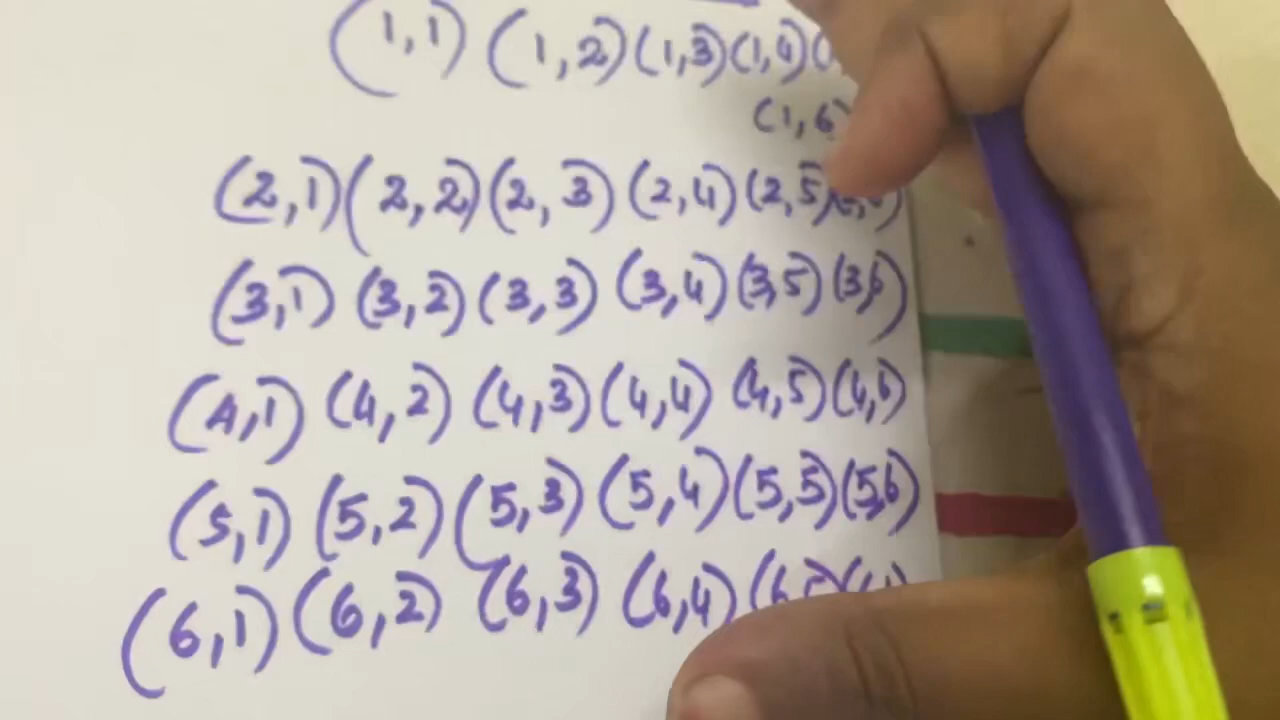 (1,1) (1,2) (1,3) (1,4)
(1,6)
(2,1) (2,2) (2,3) (2,4) (2,5)
(3,1) (3,2) (3,3) (3,4) (3,5) (3,6)
(4,1) (4,2) (4,3) (4,4) (4,5) (4,6)
(5,1) (5,2) (5,3) (5,4) (5,5) (5,6)
(6,1) (6,2) (6,3) (6,4)